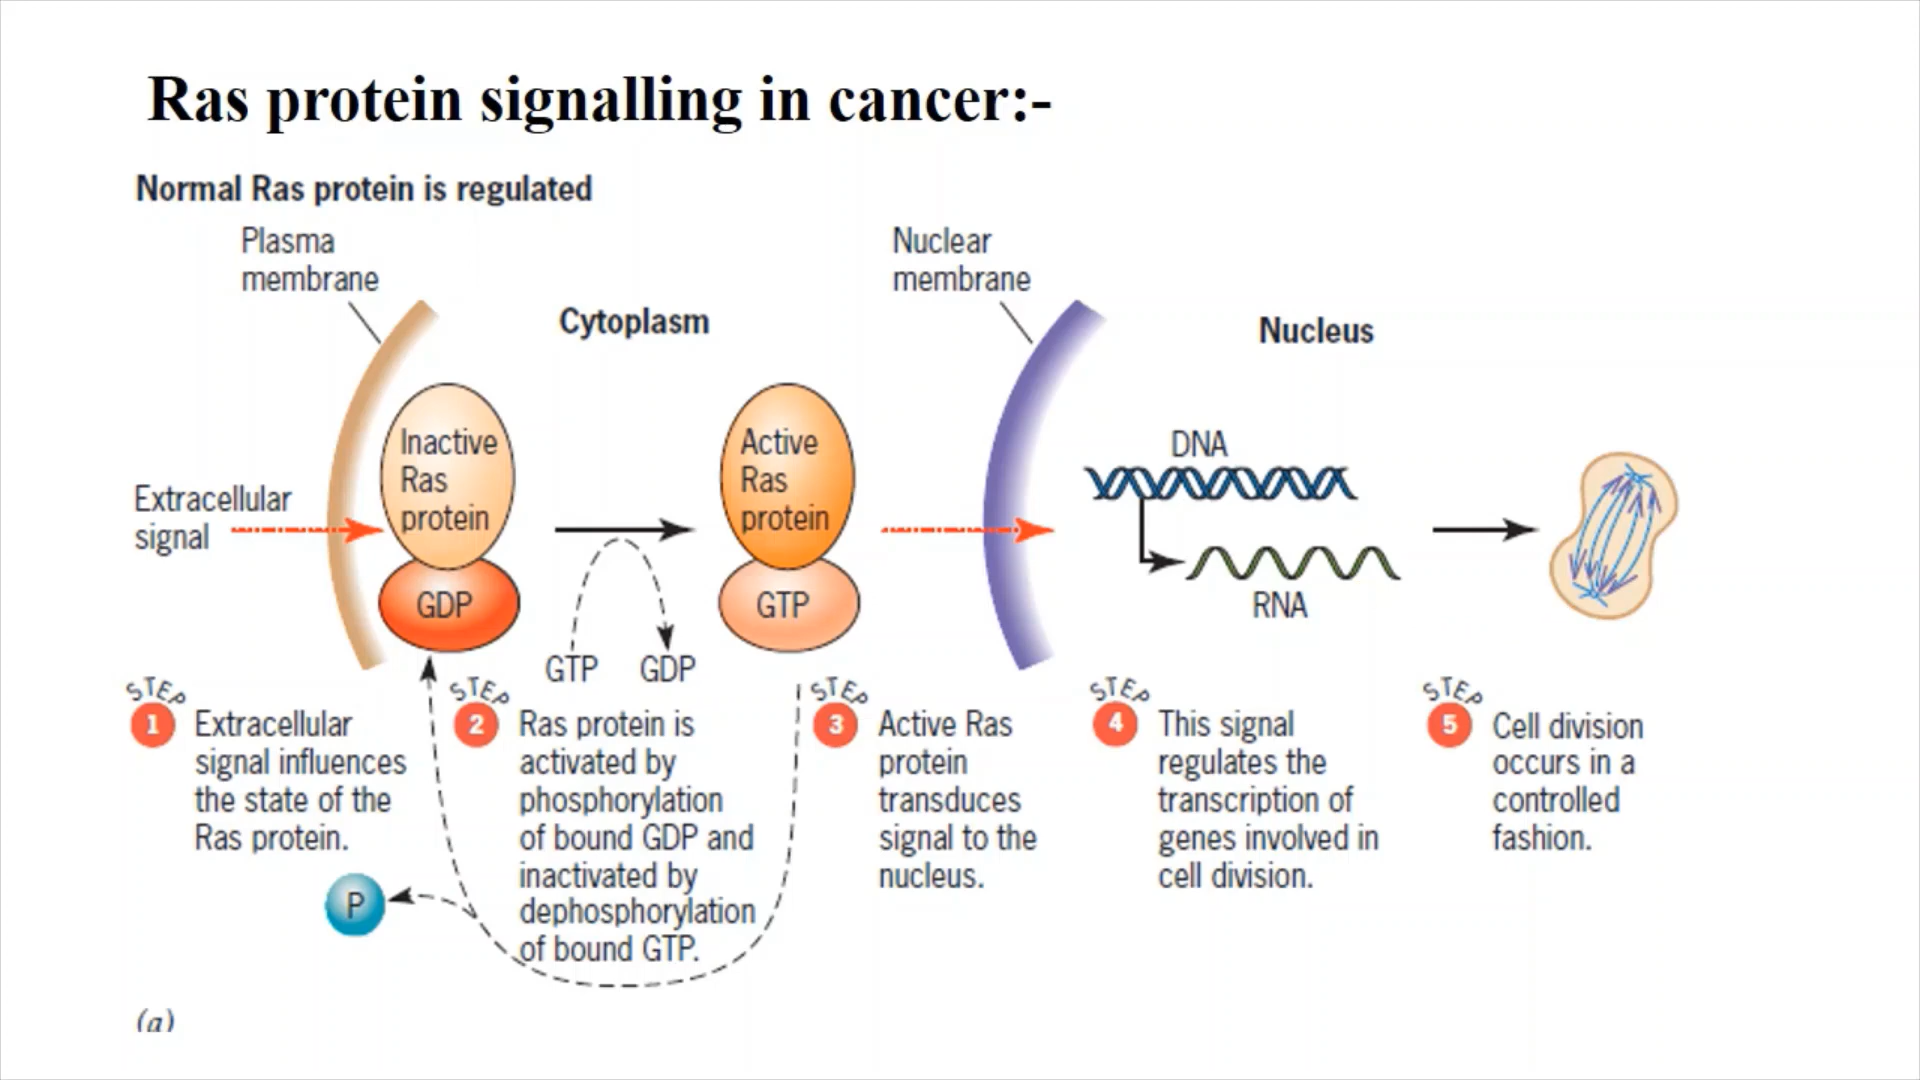 Ras protein signalling in cancer:-
Normal Ras protein is regulated
Plasma
membrane
Nuclear
membrane
Cytoplasm
Nucleus
Extracellular
signal
Inactive
Ras
protein
GDP
GTP
GDP
Active
Ras
protein
GTP
DNA
RNA
STEP
1
Extracellular
signal influences
the state of the
Ras protein.
P
STEP
2
Ras protein is
activated by
phosphorylation
of bound GDP and
inactivated by
dephosphorylation
of bound GTP.
STEP
3
Active Ras
protein
transduces
signal to the
nucleus.
STEP
4
This signal
regulates the
transcription of
genes involved in
cell division.
STEP
5
Cell division
occurs in a
controlled
fashion.
(a)